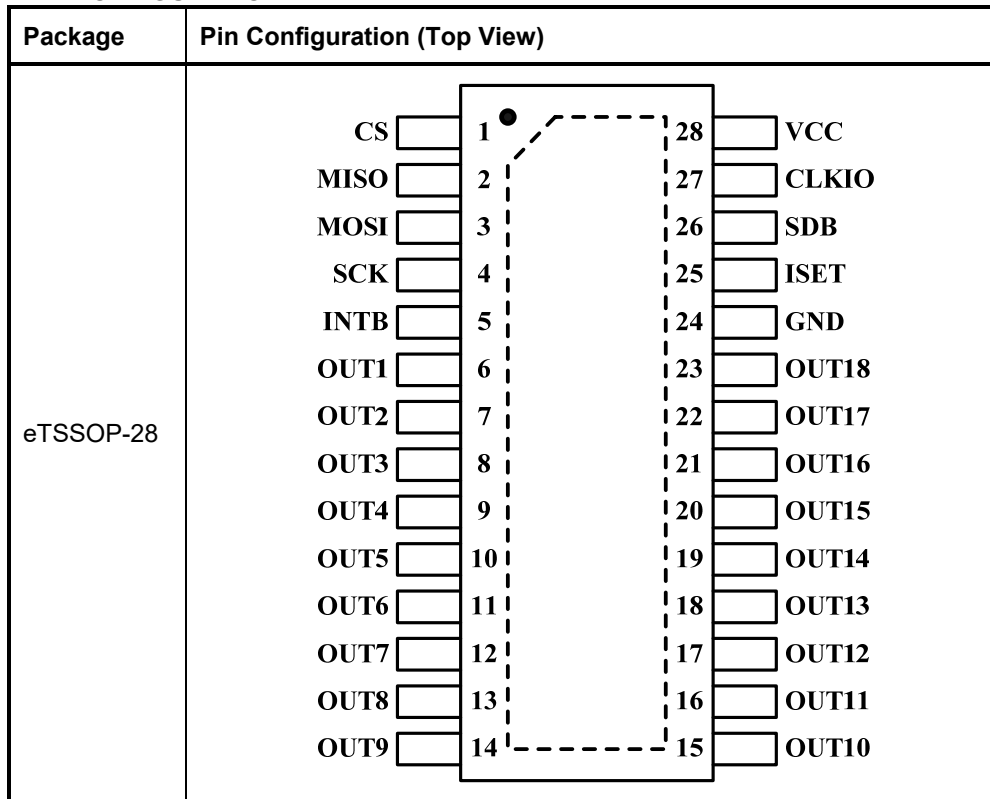 Package Pin Configuration (Top View)
eTSSOP-28
CS 1 28 VCC
MISO 2 27 CLKIO
MOSI 3 26 SDB
SCK 4 25 ISET
INTB 5 24 GND
OUT1 6 23 OUT18
OUT2 7 22 OUT17
OUT3 8 21 OUT16
OUT4 9 20 OUT15
OUT5 10 19 OUT14
OUT6 11 18 OUT13
OUT7 12 17 OUT12
OUT8 13 16 OUT11
OUT9 14 15 OUT10